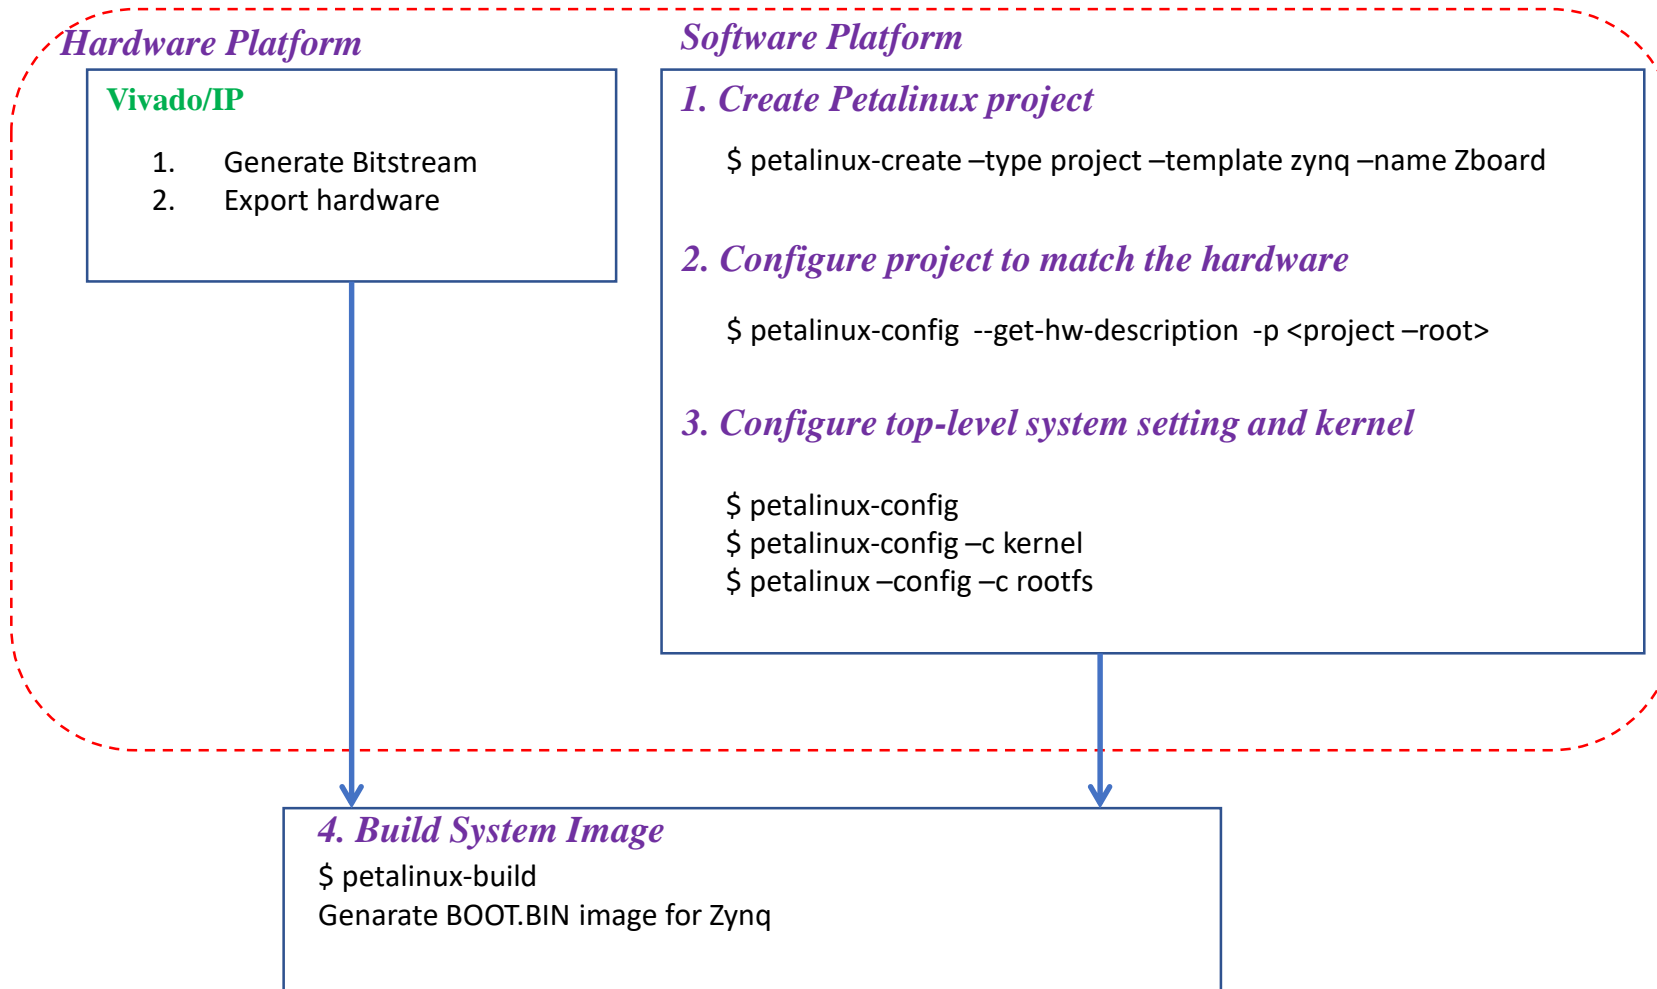 Hardware Platform
Vivado/IP
1. Generate Bitstream
2. Export hardware
Software Platform
1. Create Petalinux project
$ petalinux-create –type project –template zynq –name Zboard
2. Configure project to match the hardware
$ petalinux-config --get-hw-description -p <project –root>
3. Configure top-level system setting and kernel
$ petalinux-config
$ petalinux-config –c kernel
$ petalinux –config –c rootfs
4. Build System Image
$ petalinux-build
Genarate BOOT.BIN image for Zynq